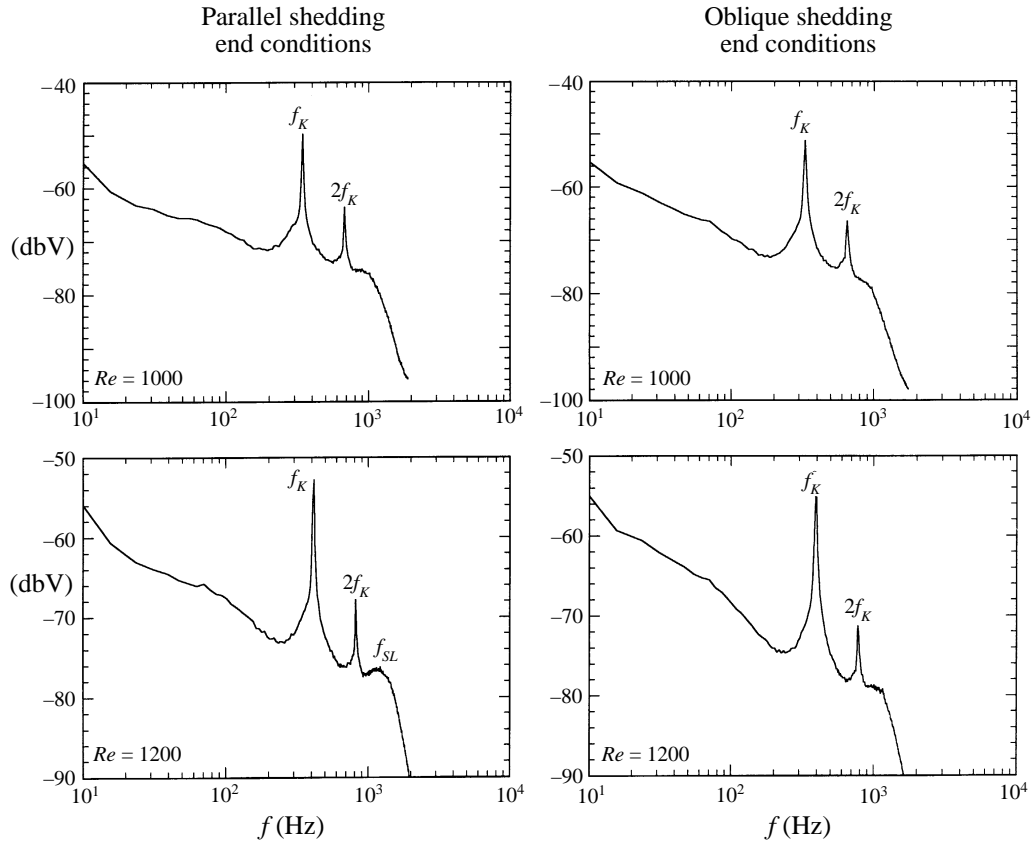 Parallel shedding
end conditions
Oblique shedding
end conditions
–40
–60
(dbV)
–80
–100
f_K
2f_K
Re = 1000
10^1
10^2
10^3
10^4
–40
–60
–80
–100
f_K
2f_K
Re = 1000
10^1
10^2
10^3
10^4
–50
–60
(dbV)
–70
–80
–90
f_K
2f_K
f_SL
Re = 1200
10^1
10^2
10^3
10^4
f (Hz)
–50
–60
–70
–80
–90
f_K
2f_K
Re = 1200
10^1
10^2
10^3
10^4
f (Hz)